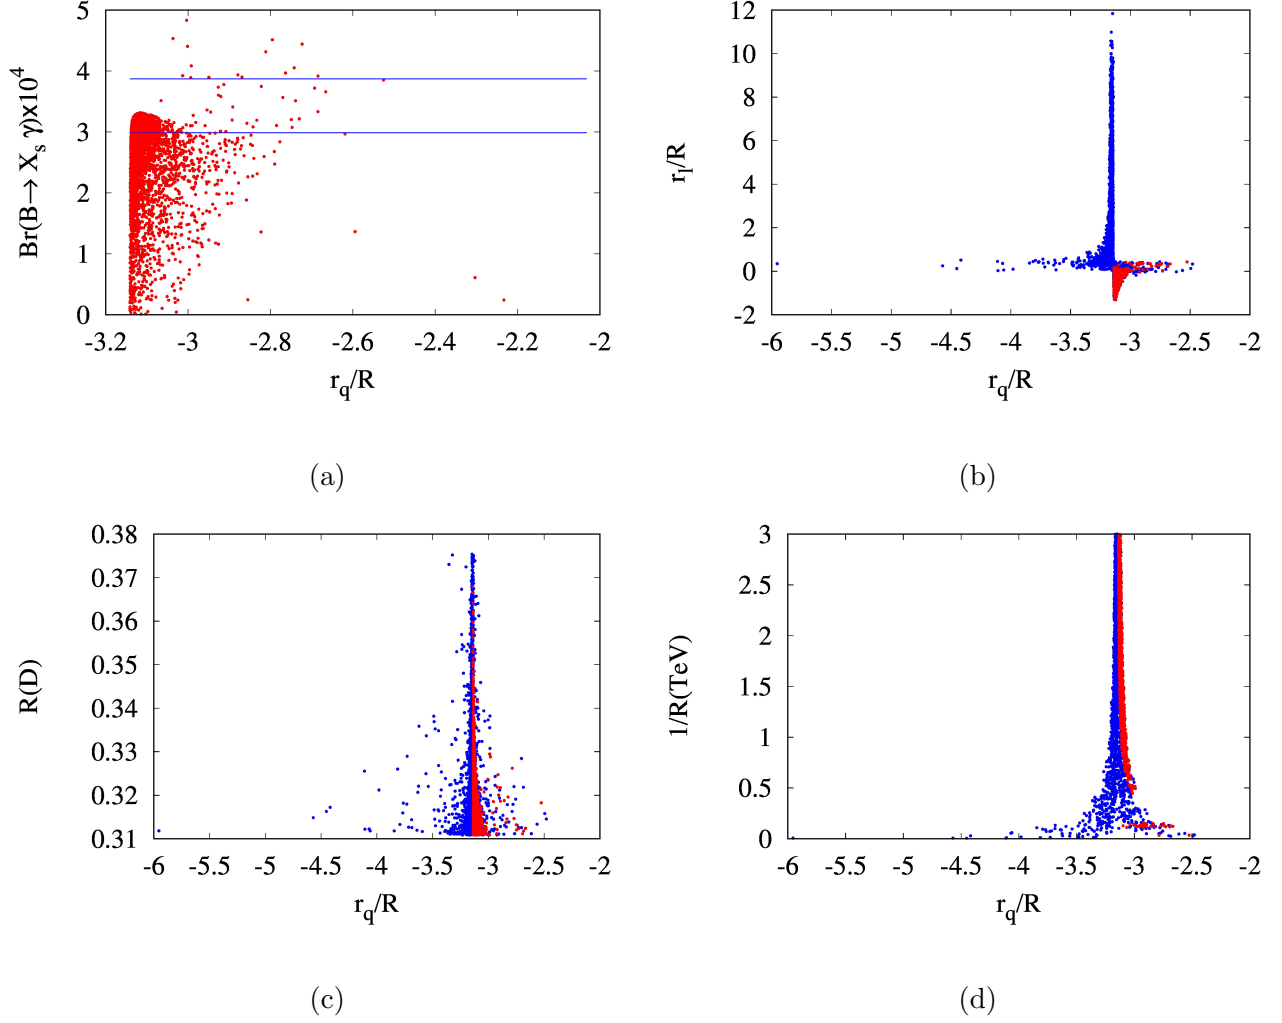 Br(B→ X_s γ)x10^4
5
4
3
2
1
0
-3.2 -3 -2.8 -2.6 -2.4 -2.2 -2
r_q/R
(a)
r_l/R
12
10
8
6
4
2
0
-2
-6 -5.5 -5 -4.5 -4 -3.5 -3 -2.5 -2
r_q/R
(b)
R(D)
0.38
0.37
0.36
0.35
0.34
0.33
0.32
0.31
-6 -5.5 -5 -4.5 -4 -3.5 -3 -2.5 -2
r_q/R
(c)
1/R(TeV)
3
2.5
2
1.5
1
0.5
0
-6 -5.5 -5 -4.5 -4 -3.5 -3 -2.5 -2
r_q/R
(d)